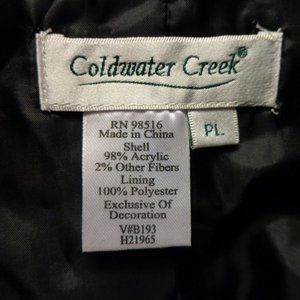 Coldwater Creek®
PL
RN 98516
Made in China
Shell
98% Acrylic
2% Other Fibers
Lining
100% Polyester
Exclusive Of
Decoration
V#B193
H21965